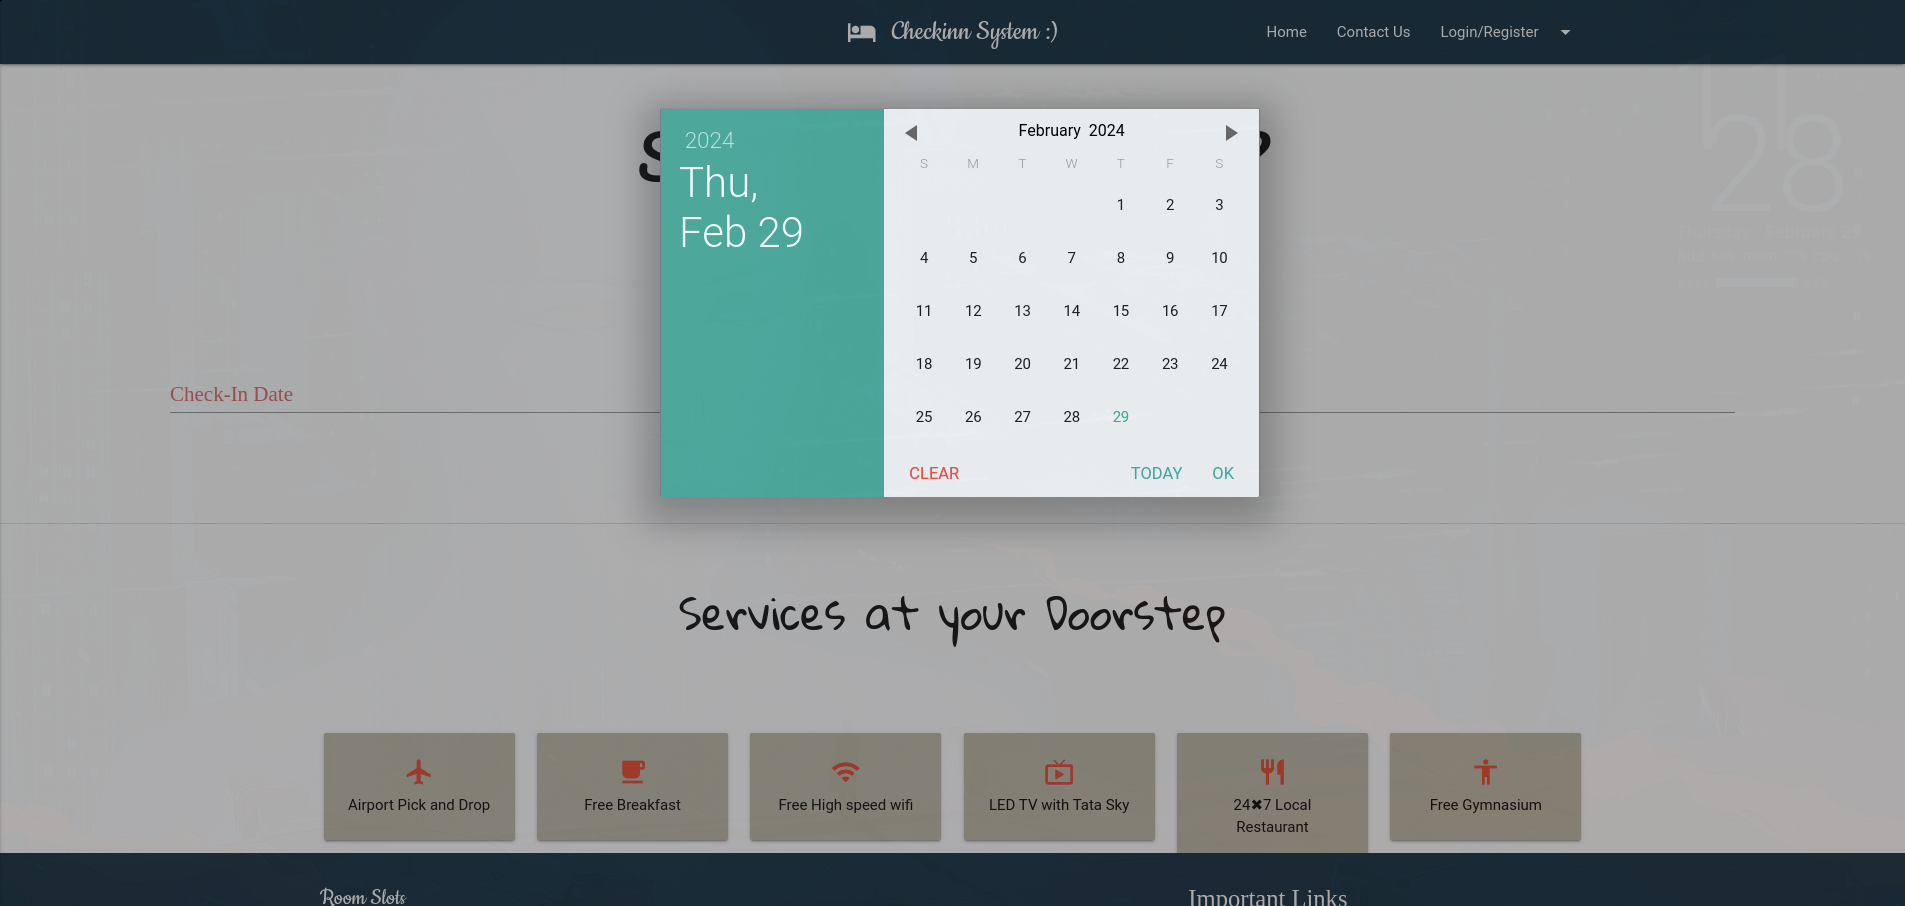 Checkinn System :)
Home
Contact Us
Login/Register
2024
Thu,
Feb 29
February 2024
S M T W T F S
1 2 3
4 5 6 7 8 9 10
11 12 13 14 15 16 17
18 19 20 21 22 23 24
25 26 27 28 29
CLEAR
TODAY
OK
28
Check-In Date
Services at your Doorstep
Airport Pick and Drop
Free Breakfast
Free High speed wifi
LED TV with Tata Sky
24✖7 Local
Restaurant
Free Gymnasium
Room Slots
Important Links